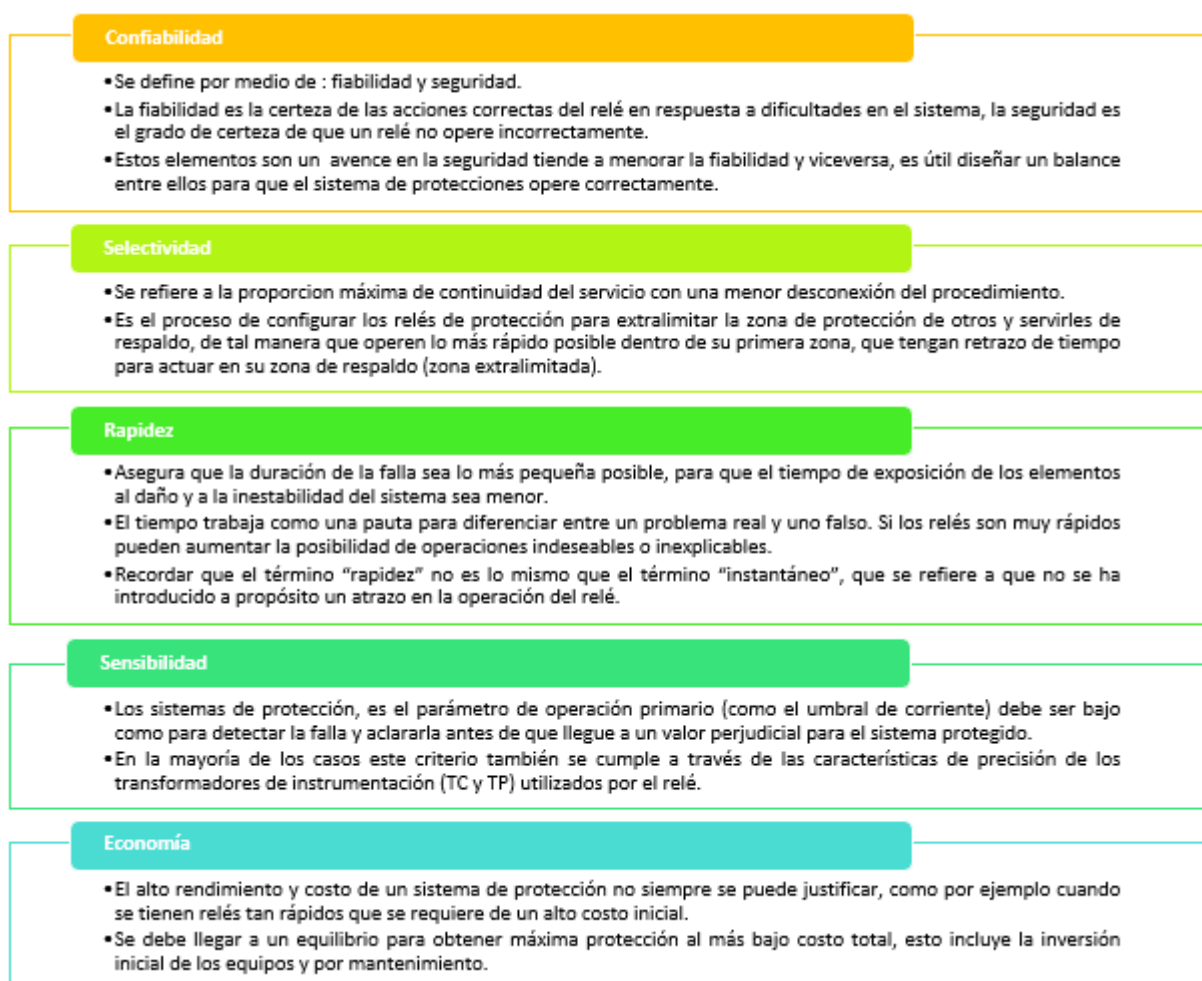 Confiabilidad
•Se define por medio de : fiabilidad y seguridad.
•La fiabilidad es la certeza de las acciones correctas del relé en respuesta a dificultades en el sistema, la seguridad es
el grado de certeza de que un relé no opere incorrectamente.
•Estos elementos son un avence en la seguridad tiende a menorar la fiabilidad y viceversa, es útil diseñar un balance
entre ellos para que el sistema de protecciones opere correctamente.
Selectividad
•Se refiere a la proporcion máxima de continuidad del servicio con una menor desconexión del procedimiento.
•Es el proceso de configurar los relés de protección para extralimitar la zona de protección de otros y servirles de
respaldo, de tal manera que operen lo más rápido posible dentro de su primera zona, que tengan retrazo de tiempo
para actuar en su zona de respaldo (zona extralimitada).
Rapidez
•Asegura que la duración de la falla sea lo más pequeña posible, para que el tiempo de exposición de los elementos
al daño y a la inestabilidad del sistema sea menor.
•El tiempo trabaja como una pauta para diferenciar entre un problema real y uno falso. Si los relés son muy rápidos
pueden aumentar la posibilidad de operaciones indeseables o inexplicables.
•Recordar que el término “rapidez” no es lo mismo que el término “instantáneo”, que se refiere a que no se ha
introducido a propósito un atrazo en la operación del relé.
Sensibilidad
•Los sistemas de protección, es el parámetro de operación primario (como el umbral de corriente) debe ser bajo
como para detectar la falla y aclararla antes de que llegue a un valor perjudicial para el sistema protegido.
•En la mayoría de los casos este criterio también se cumple a través de las características de precisión de los
transformadores de instrumentación (TC y TP) utilizados por el relé.
Economía
•El alto rendimiento y costo de un sistema de protección no siempre se puede justificar, como por ejemplo cuando
se tienen relés tan rápidos que se requiere de un alto costo inicial.
•Se debe llegar a un equilibrio para obtener máxima protección al más bajo costo total, esto incluye la inversión
inicial de los equipos y por mantenimiento.